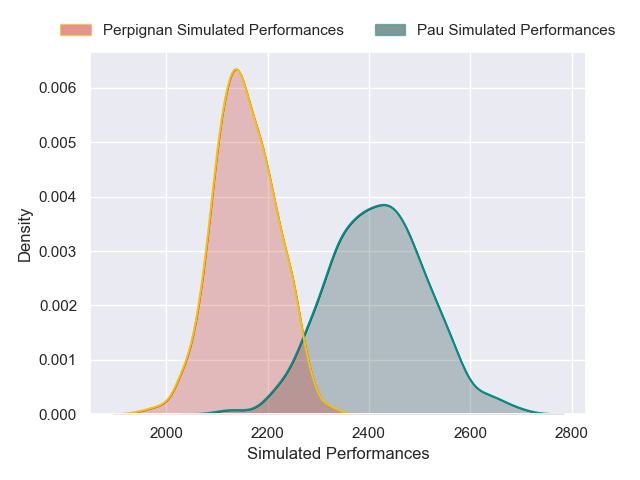 Perpignan Simulated Performances Pau Simulated Performances
0.006
0.005
0.004
0.003
0.002
0.001
0.000
Density
2000 2200 2400 2600 2800
Simulated Performances